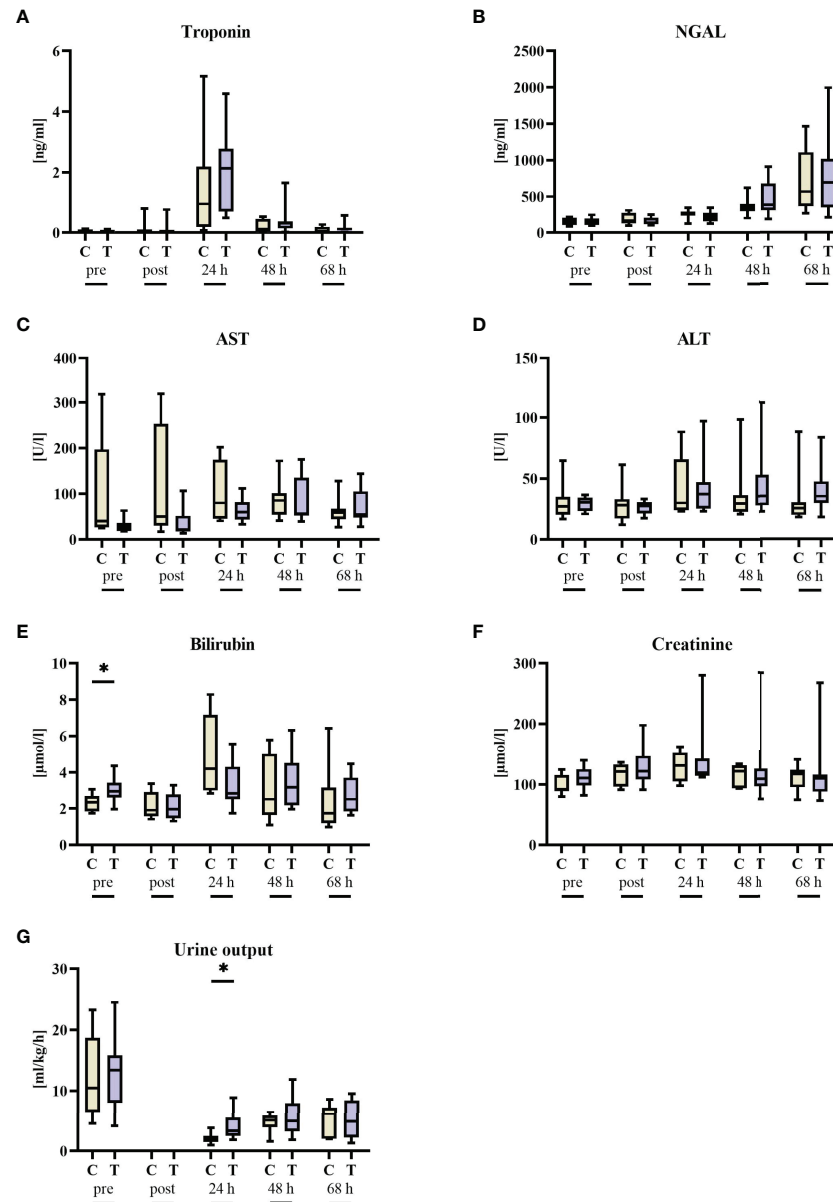 A
Troponin
6
4
2
0
[ng/ml]
C T C T C T C T C T
pre post 24 h 48 h 68 h
B
NGAL
2500
2000
1500
1000
500
0
[ng/ml]
C T C T C T C T C T
pre post 24 h 48 h 68 h
C
AST
400
300
200
100
0
[U/l]
C T C T C T C T C T
pre post 24 h 48 h 68 h
D
ALT
150
100
50
0
[U/l]
C T C T C T C T C T
pre post 24 h 48 h 68 h
E
Bilirubin
10
8
6
4
2
0
[µmol/l]
*
C T C T C T C T C T
pre post 24 h 48 h 68 h
F
Creatinine
300
200
100
0
[µmol/l]
C T C T C T C T C T
pre post 24 h 48 h 68 h
G
Urine output
30
20
10
0
[ml/kg/h]
*
C T C T C T C T C T
pre post 24 h 48 h 68 h